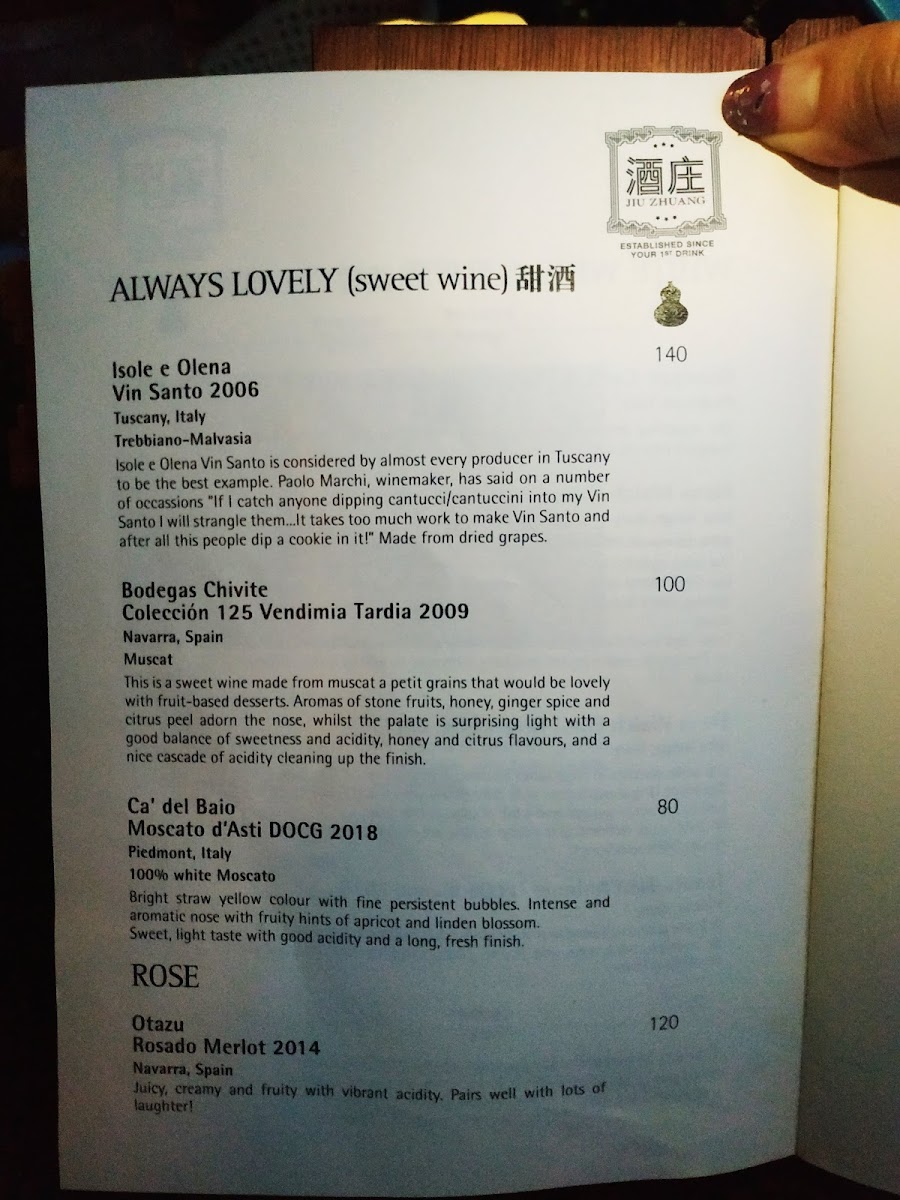 酒庄
JIU ZHUANG
ESTABLISHED SINCE
YOUR 1ST DRINK
ALWAYS LOVELY (sweet wine) 甜酒
Isole e Olena 140
Vin Santo 2006
Tuscany, Italy
Trebbiano-Malvasia
Isole e Olena Vin Santo is considered by almost every producer in Tuscany
to be the best example. Paolo Marchi, winemaker, has said on a number
of occassions "If I catch anyone dipping cantucci/cantuccini into my Vin
Santo I will strangle them...It takes too much work to make Vin Santo and
after all this people dip a cookie in it!" Made from dried grapes.
Bodegas Chivite 100
Colección 125 Vendimia Tardia 2009
Navarra, Spain
Muscat
This is a sweet wine made from muscat a petit grains that would be lovely
with fruit-based desserts. Aromas of stone fruits, honey, ginger spice and
citrus peel adorn the nose, whilst the palate is surprising light with a
good balance of sweetness and acidity, honey and citrus flavours, and a
nice cascade of acidity cleaning up the finish.
Ca' del Baio 80
Moscato d'Asti DOCG 2018
Piedmont, Italy
100% white Moscato
Bright straw yellow colour with fine persistent bubbles. Intense and
aromatic nose with fruity hints of apricot and linden blossom.
Sweet, light taste with good acidity and a long, fresh finish.
ROSE
Otazu 120
Rosado Merlot 2014
Navarra, Spain
Juicy, creamy and fruity with vibrant acidity. Pairs well with lots of
laughter!